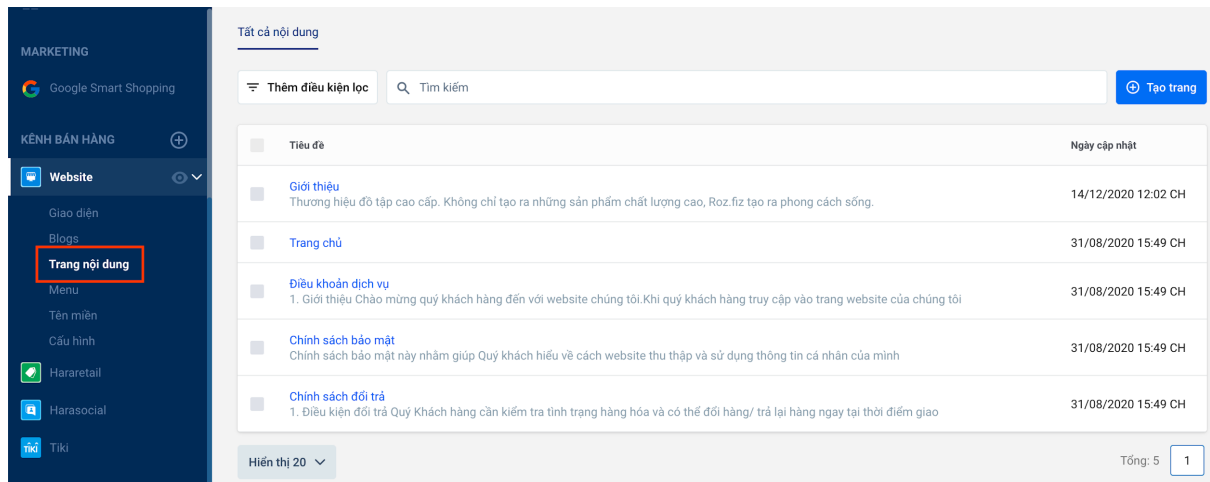 MARKETING
Google Smart Shopping
KÊNH BÁN HÀNG
Website
Giao diện
Blogs
Trang nội dung
Menu
Tên miền
Cấu hình
Hararetail
Harasocial
TIKI Tiki
Tất cả nội dung
Thêm điều kiện lọc Tìm kiếm Tạo trang
Tiêu đề Ngày cập nhật
Giới thiệu
Thương hiệu đồ tập cao cấp. Không chỉ tạo ra những sản phẩm chất lượng cao, Roz.fiz tạo ra phong cách sống. 14/12/2020 12:02 CH
Trang chủ 31/08/2020 15:49 CH
Điều khoản dịch vụ
1. Giới thiệu Chào mừng quý khách hàng đến với website chúng tôi.Khi quý khách hàng truy cập vào trang website của chúng tôi 31/08/2020 15:49 CH
Chính sách bảo mật
Chính sách bảo mật này nhằm giúp Quý khách hiểu về cách website thu thập và sử dụng thông tin cá nhân của mình 31/08/2020 15:49 CH
Chính sách đổi trả
1. Điều kiện đổi trả Quý Khách hàng cần kiểm tra tình trạng hàng hóa và có thể đổi hàng/ trả lại hàng ngay tại thời điểm giao 31/08/2020 15:49 CH
Hiển thị 20 Tổng: 5 1